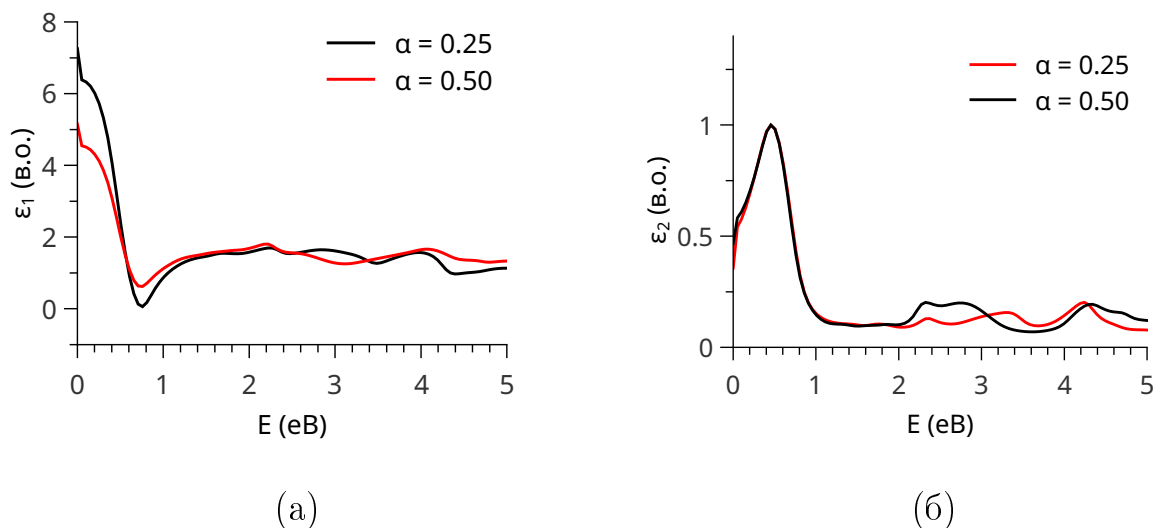 8
6
4
2
0
ε₁ (в.о.)
α = 0.25
α = 0.50
0 1 2 3 4 5
E (еВ)
(а)
1
0.5
0
ε₂ (в.о.)
α = 0.25
α = 0.50
0 1 2 3 4 5
E (еВ)
(б)